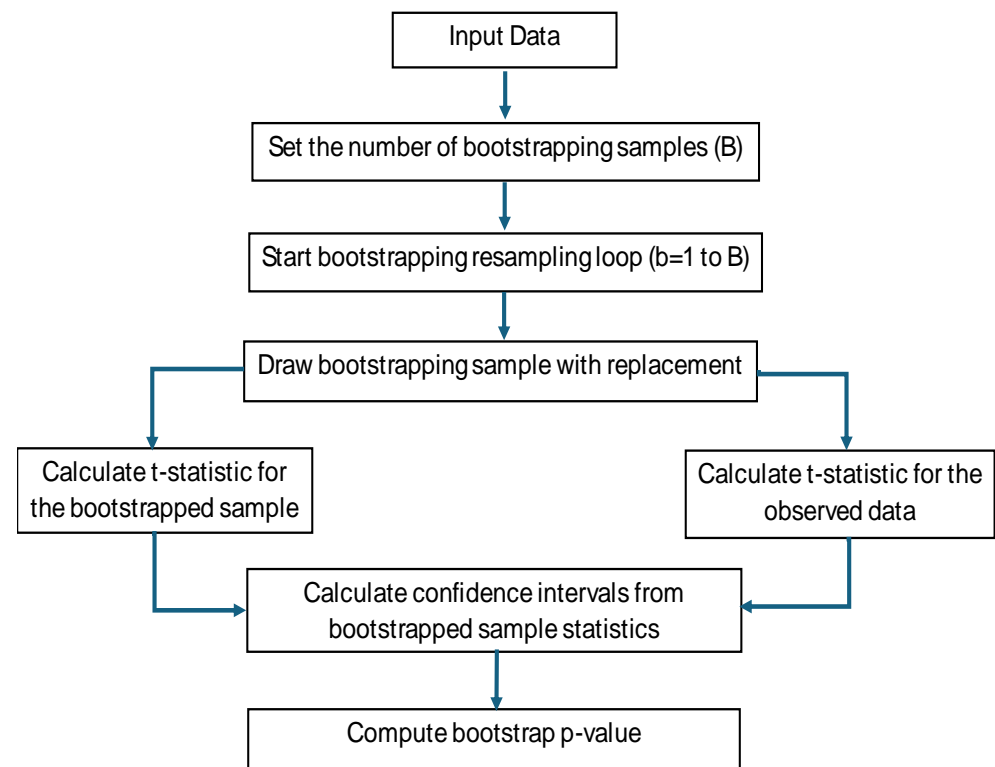 Input Data
Set the number of bootstrapping samples (B)
Start bootstrapping resampling loop (b=1 to B)
Draw bootstrapping sample with replacement
Calculate t-statistic for
the bootstrapped sample
Calculate t-statistic for the
observed data
Calculate confidence intervals from
bootstrapped sample statistics
Compute bootstrap p-value